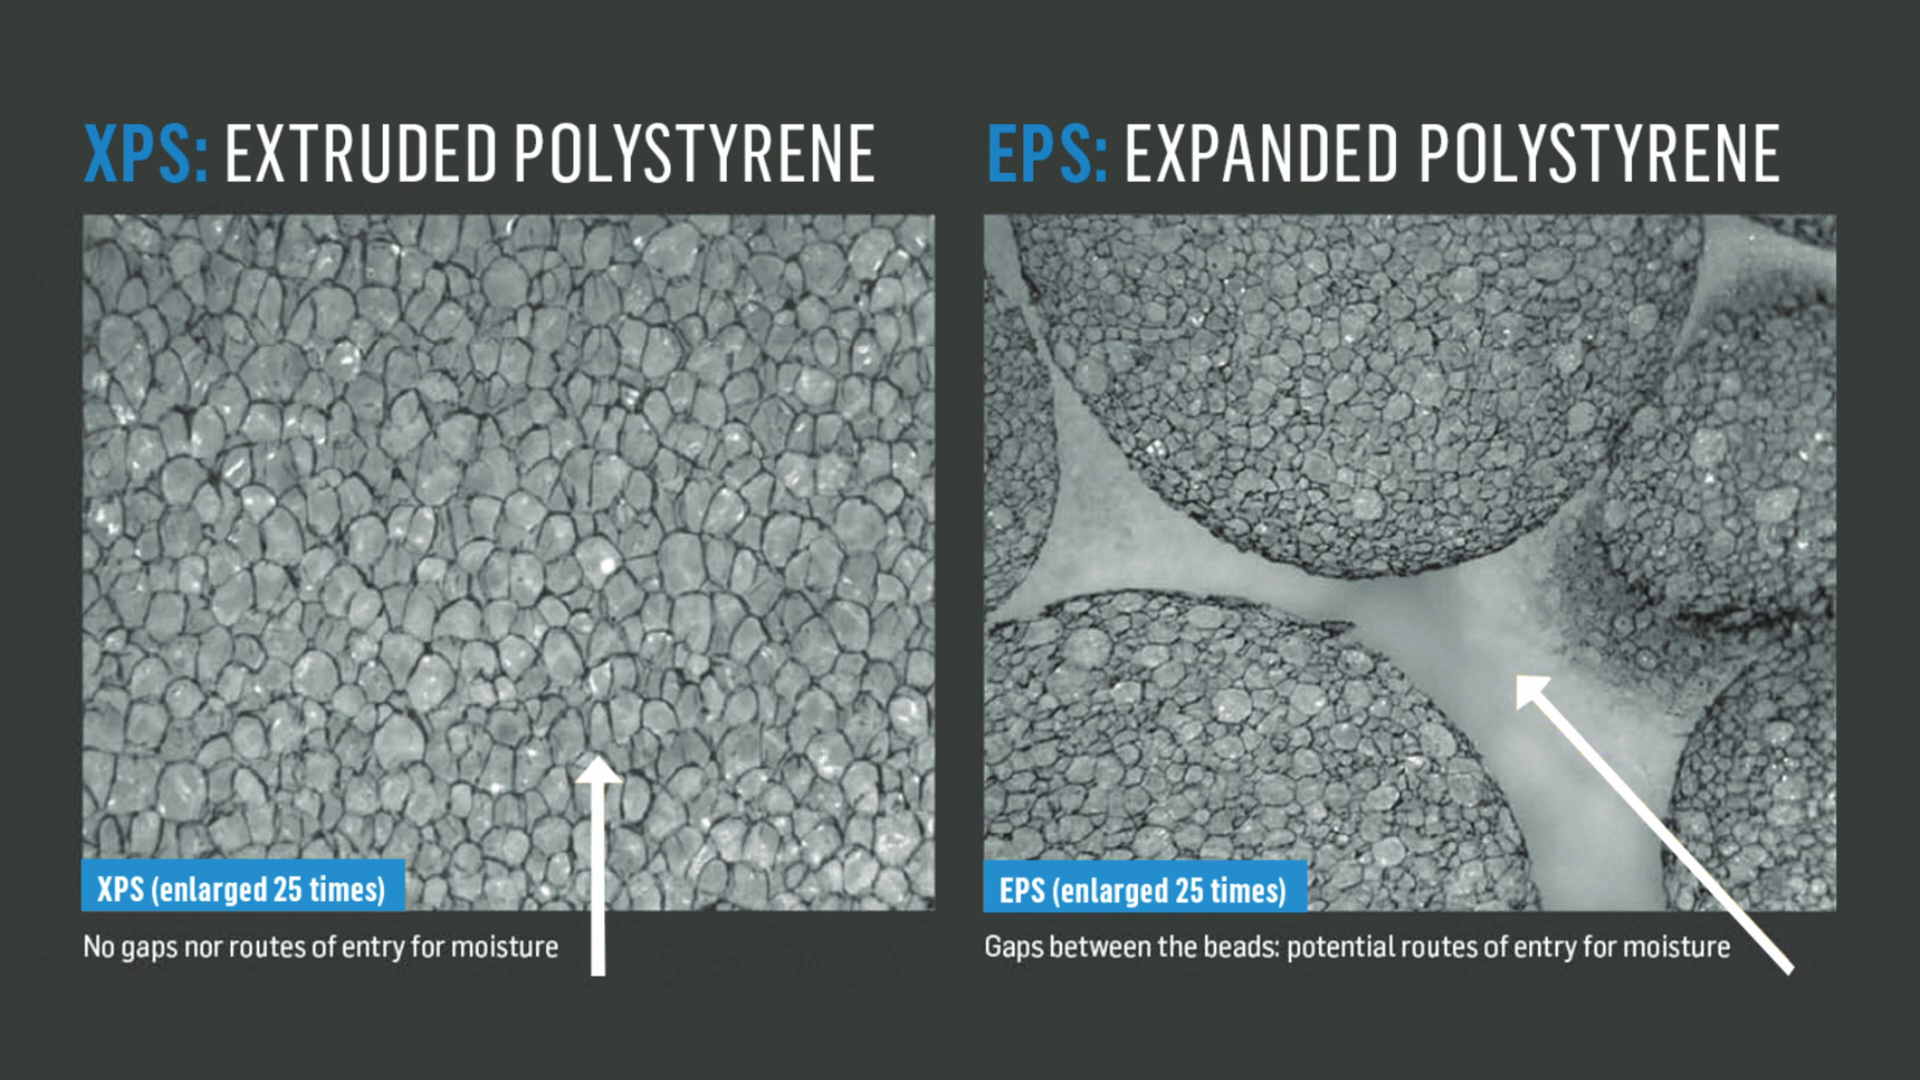 XPS: EXTRUDED POLYSTYRENE
XPS (enlarged 25 times)
No gaps nor routes of entry for moisture
EPS: EXPANDED POLYSTYRENE
EPS (enlarged 25 times)
Gaps between the beads: potential routes of entry for moisture